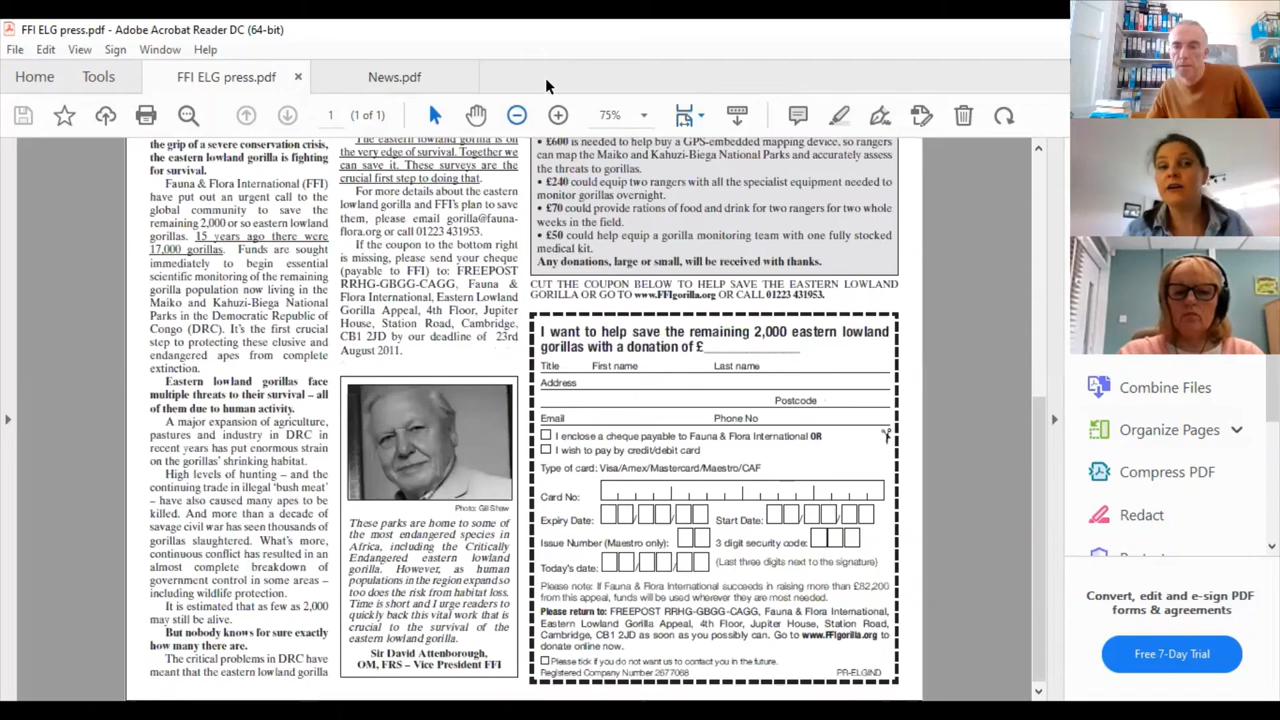 FFI ELG press.pdf - Adobe Acrobat Reader DC (64-bit)
File Edit View Sign Window Help
Home Tools FFI ELG press.pdf × News.pdf
1 (1 of 1) 75%
the grip of a severe conservation crisis,
the eastern lowland gorilla is fighting
for survival.
Fauna & Flora International (FFI)
have put out an urgent call to the
global community to save the
remaining 2,000 or so eastern lowland
gorillas. 15 years ago there were
17,000 gorillas. Funds are sought
immediately to begin essential
scientific monitoring of the remaining
gorilla population now living in the
Maiko and Kahuzi-Biega National
Parks in the Democratic Republic of
Congo (DRC). It's the first crucial
step to protecting these elusive and
endangered apes from complete
extinction.
Eastern lowland gorillas face
multiple threats to their survival – all
of them due to human activity.
A major expansion of agriculture,
pastures and industry in DRC in
recent years has put enormous strain
on the gorillas' shrinking habitat.
High levels of hunting – and the
continuing trade in illegal 'bush meat'
– have also caused many apes to be
killed. And more than a decade of
savage civil war has seen thousands of
gorillas slaughtered. What's more,
continuous conflict has resulted in an
almost complete breakdown of
government control in some areas –
including wildlife protection.
It is estimated that as few as 2,000
may still be alive.
But nobody knows for sure exactly
how many there are.
The critical problems in DRC have
meant that the eastern lowland gorilla
The eastern lowland gorilla is on
the very edge of survival. Together we
can save it. These surveys are the
crucial first step to doing that.
For more details about the eastern
lowland gorilla and FFI's plan to save
them, please email gorilla@fauna-
flora.org or call 01223 431953.
If the coupon to the bottom right
is missing, please send your cheque
(payable to FFI) to: FREEPOST
RRHG-GBGG-CAGG, Fauna &
Flora International, Eastern Lowland
Gorilla Appeal, 4th Floor, Jupiter
House, Station Road, Cambridge,
CB1 2JD by our deadline of 23rd
August 2011.
Photo: Gill Shaw
These parks are home to some of
the most endangered species in
Africa, including the Critically
Endangered eastern lowland
gorilla. However, as human
populations in the region expand so
too does the risk from habitat loss.
Time is short and I urge readers to
quickly back this vital work that is
crucial to the survival of the
eastern lowland gorilla.
Sir David Attenborough,
OM, FRS – Vice President FFI
• £600 is needed to help buy a GPS-embedded mapping device, so rangers
can map the Maiko and Kahuzi-Biega National Parks and accurately assess
the threats to gorillas.
• £240 could equip two rangers with all the specialist equipment needed to
monitor gorillas overnight.
• £70 could provide rations of food and drink for two rangers for two whole
weeks in the field.
• £50 could help equip a gorilla monitoring team with one fully stocked
medical kit.
Any donations, large or small, will be received with thanks.
CUT THE COUPON BELOW TO HELP SAVE THE EASTERN LOWLAND
GORILLA OR GO TO www.FFIgorilla.org OR CALL 01223 431953.
I want to help save the remaining 2,000 eastern lowland
gorillas with a donation of £____________
Title First name Last name
Address
Postcode
Email Phone No
I enclose a cheque payable to Fauna & Flora International OR
I wish to pay by credit/debit card
Type of card: Visa/Amex/Mastercard/Maestro/CAF
Card No:
Expiry Date: / / Start Date: / /
Issue Number (Maestro only): 3 digit security code:
Today's date: / / (Last three digits next to the signature)
Please note: If Fauna & Flora International succeeds in raising more than £82,200
from this appeal, funds will be used wherever they are most needed.
Please return to: FREEPOST RRHG-GBGG-CAGG, Fauna & Flora International,
Eastern Lowland Gorilla Appeal, 4th Floor, Jupiter House, Station Road,
Cambridge, CB1 2JD as soon as you possibly can. Go to www.FFIgorilla.org to
donate online now.
Please tick if you do not want us to contact you in the future.
Registered Company Number 2677068 PR-ELGIND
Combine Files
Organize Pages
Compress PDF
Redact
Convert, edit and e-sign PDF
forms & agreements
Free 7-Day Trial